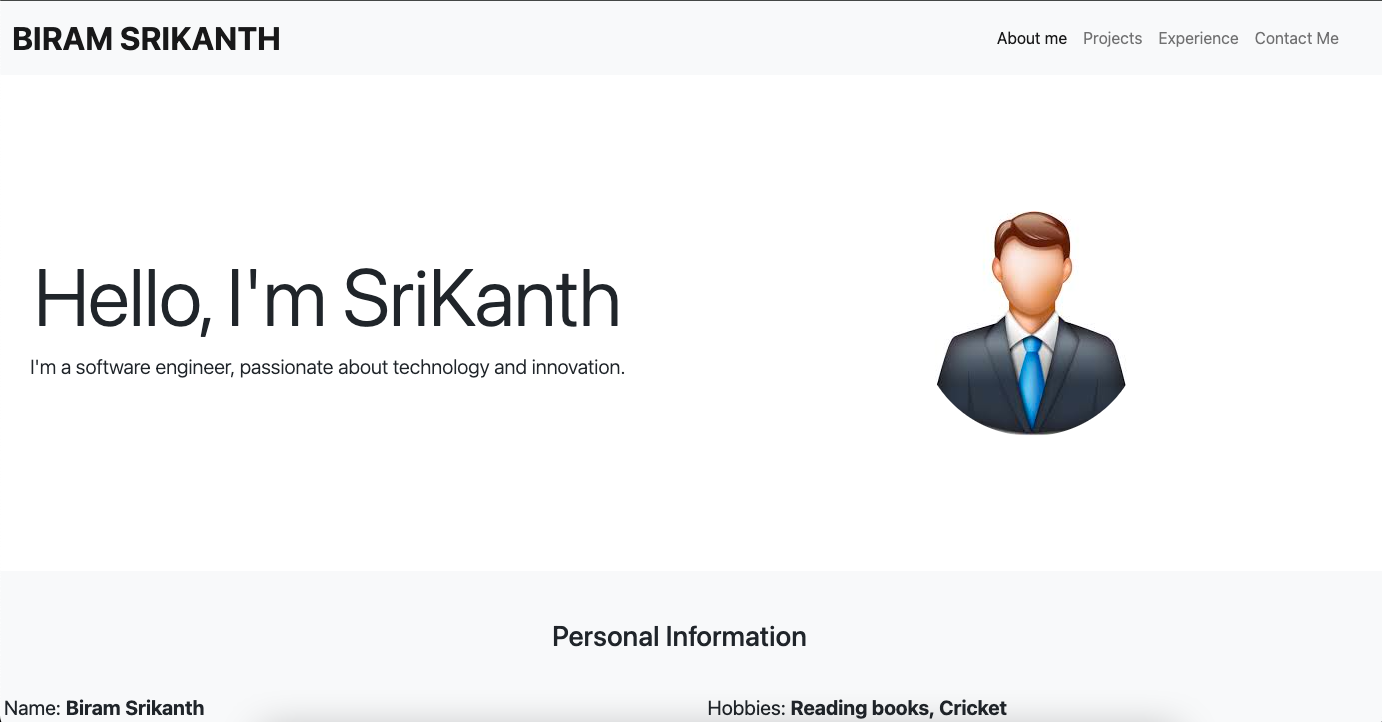 BIRAM SRIKANTH
About me Projects Experience Contact Me
Hello, I'm SriKanth
I'm a software engineer, passionate about technology and innovation.
Personal Information
Name: Biram Srikanth
Hobbies: Reading books, Cricket